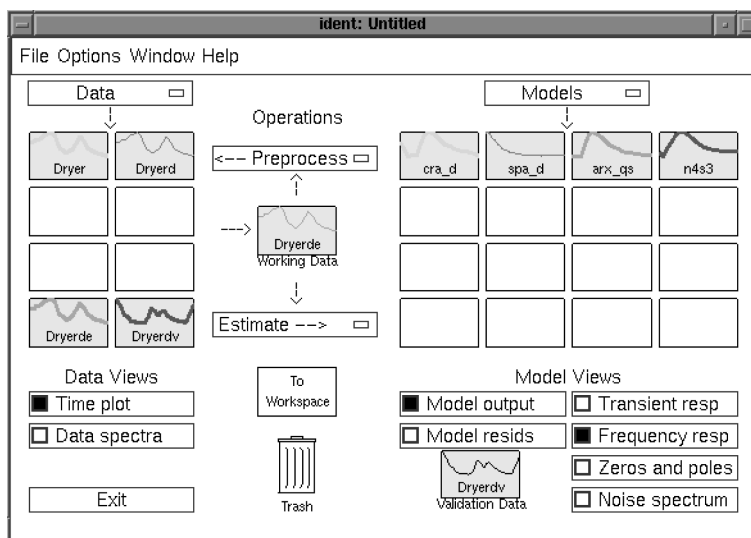 ident: Untitled
File Options Window Help
Data
Models
Operations
<--- Preprocess
Dryer
Dryerd
cra_d
spa_d
arx_qs
n4s3
Dryerde
Working Data
Estimate --->
Dryerde
Dryerdv
Data Views
Time plot
Data spectra
Exit
To
Workspace
Trash
Model Views
Model output
Transient resp
Model resids
Frequency resp
Zeros and poles
Noise spectrum
Dryerdv
Validation Data